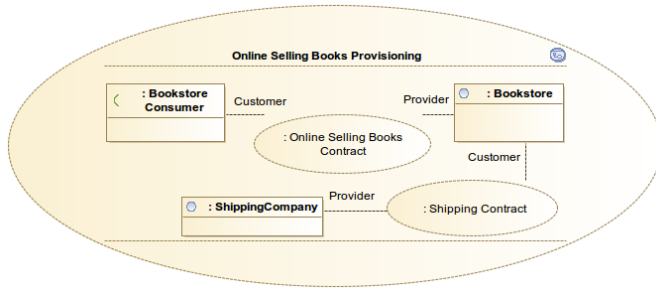 Online Selling Books Provisioning
: Bookstore
Consumer
Customer
Provider
: Bookstore
: Online Selling Books
Contract
Customer
: ShippingCompany
Provider
: Shipping Contract